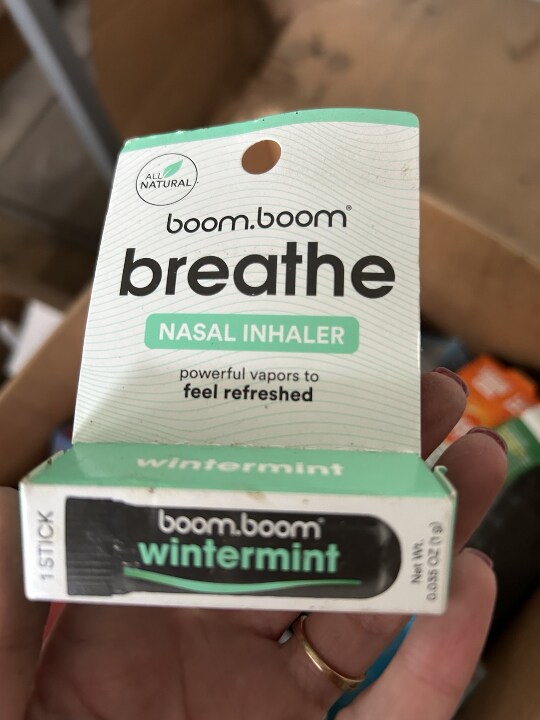 ALL
NATURAL
boom.boom®
breathe
NASAL INHALER
powerful vapors to
feel refreshed
wintermint
1 STICK
boom.boom®
wintermint
Net Wt.
0.035 OZ (1 g)